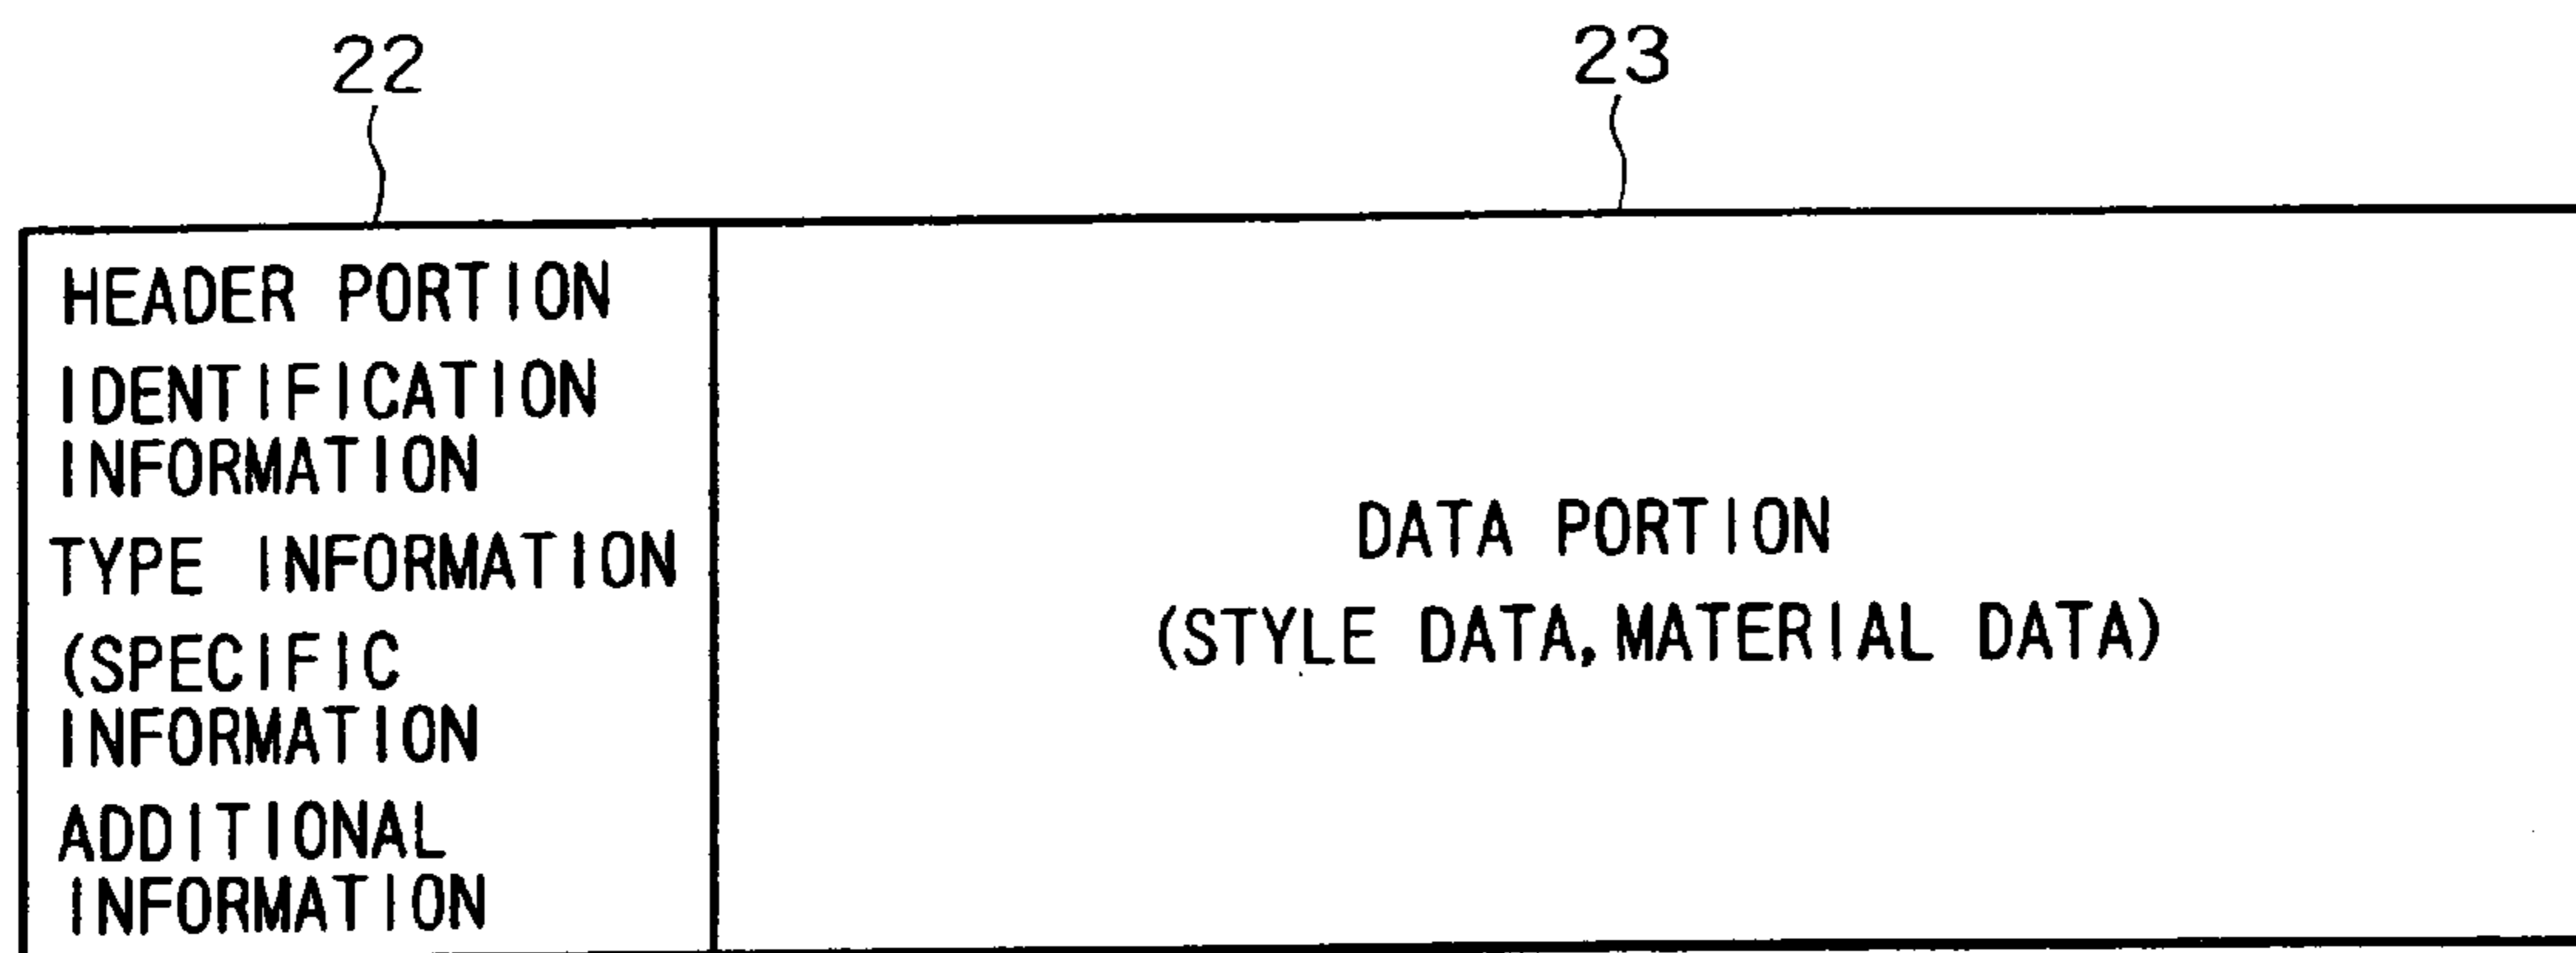 22
23
HEADER PORTION
IDENTIFICATION
INFORMATION
TYPE INFORMATION
(SPECIFIC
INFORMATION
ADDITIONAL
INFORMATION
DATA PORTION
(STYLE DATA,MATERIAL DATA)